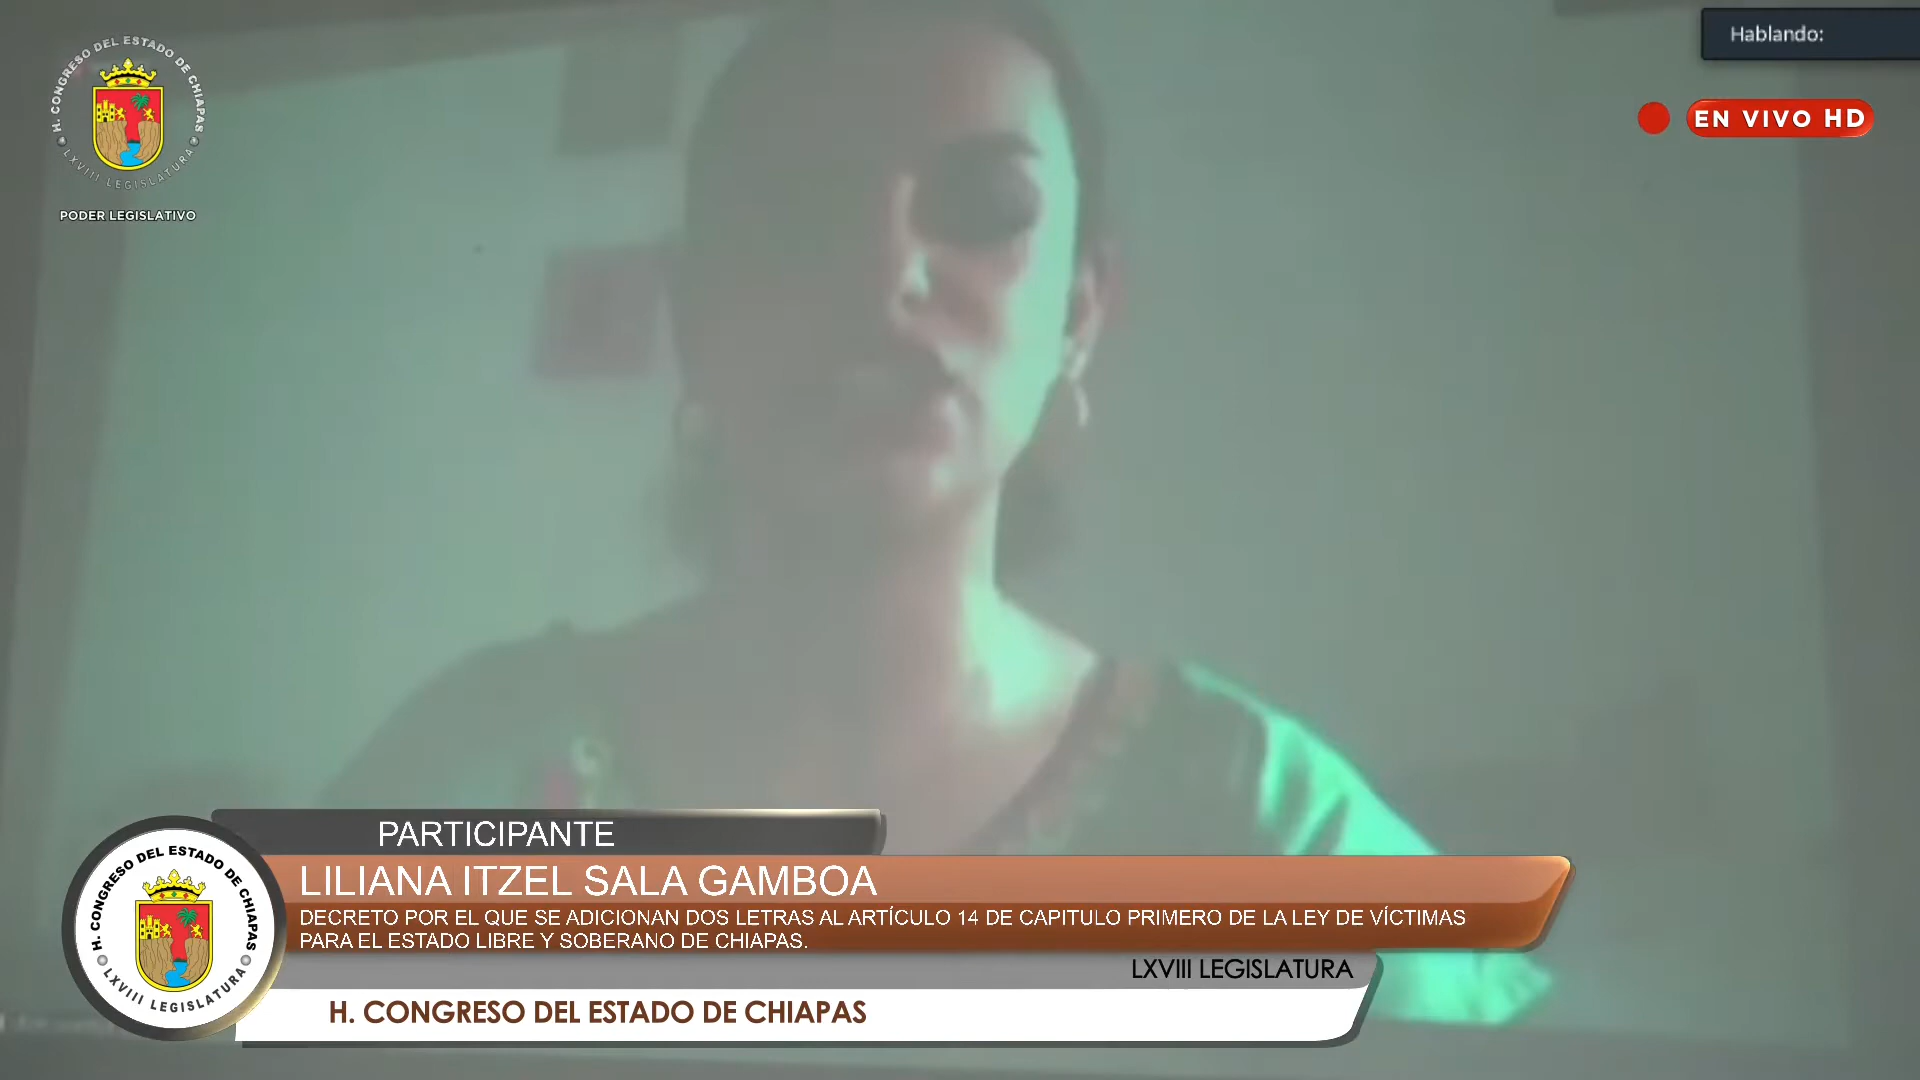 Hablando:
H. CONGRESO DEL ESTADO DE CHIAPAS
LXVIII LEGISLATURA
PODER LEGISLATIVO
EN VIVO HD
PARTICIPANTE
LILIANA ITZEL SALA GAMBOA
DECRETO POR EL QUE SE ADICIONAN DOS LETRAS AL ARTÍCULO 14 DE CAPITULO PRIMERO DE LA LEY DE VÍCTIMAS
PARA EL ESTADO LIBRE Y SOBERANO DE CHIAPAS.
H. CONGRESO DEL ESTADO DE CHIAPAS
LXVIII LEGISLATURA
LXVIII LEGISLATURA
H. CONGRESO DEL ESTADO DE CHIAPAS